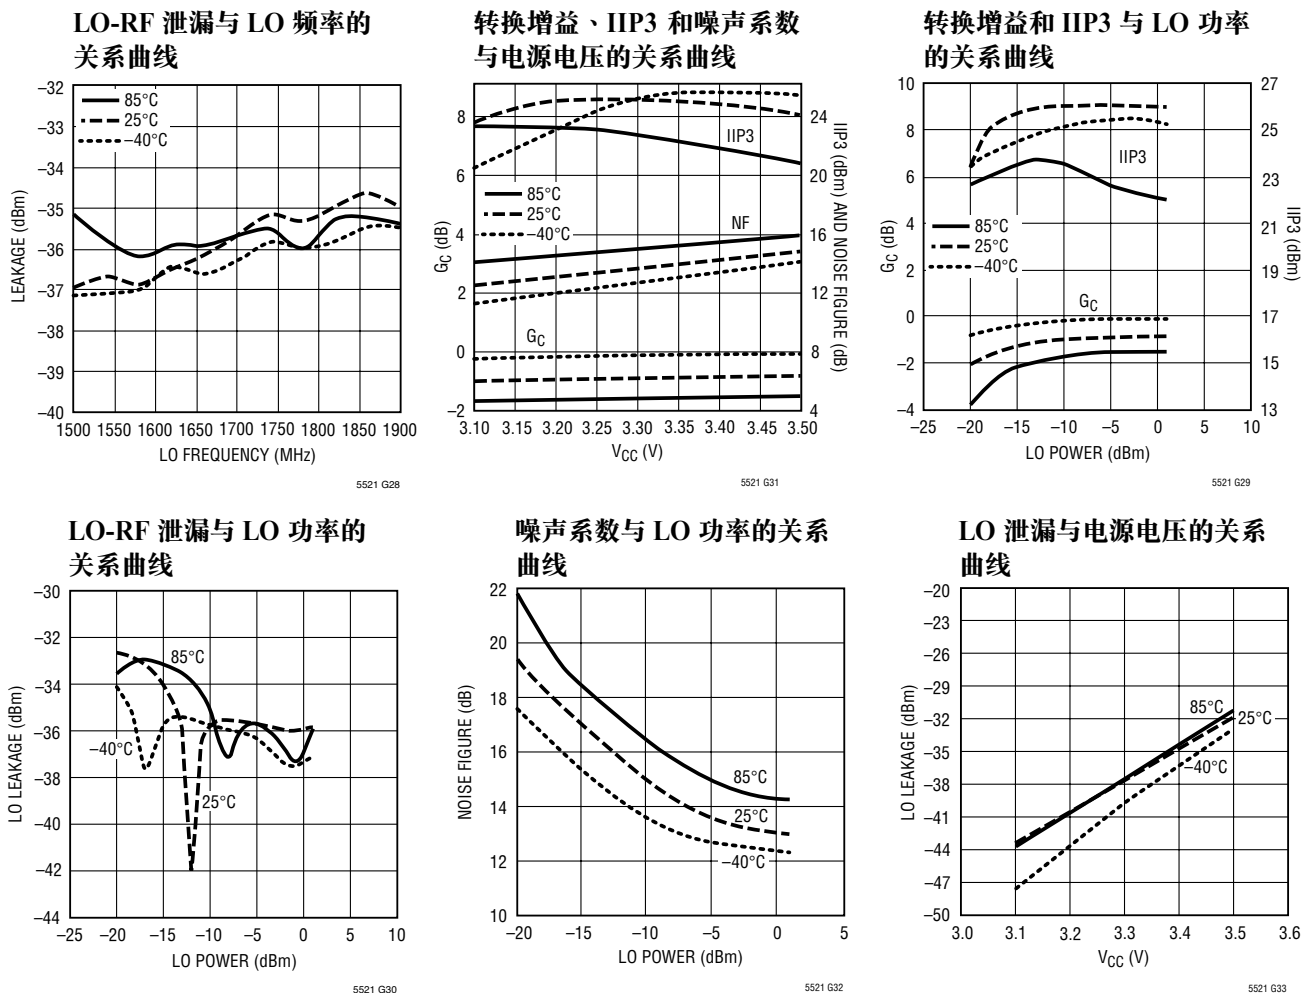 LO-RF 泄漏与 LO 频率的
关系曲线
−32
−33
−34
−35
−36
−37
−38
−39
−40
LEAKAGE (dBm)
85°C
25°C
−40°C
1500 1550 1600 1650 1700 1750 1800 1850 1900
LO FREQUENCY (MHz)
5521 G28
转换增益、IIP3 和噪声系数
与电源电压的关系曲线
8
6
4
2
0
−2
GC (dB)
IIP3
85°C
25°C
−40°C
NF
GC
24
20
16
12
8
4
IIP3 (dBm) AND NOISE FIGURE (dB)
3.10 3.15 3.20 3.25 3.30 3.35 3.40 3.45 3.50
VCC (V)
5521 G31
转换增益和 IIP3 与 LO 功率
的关系曲线
10
8
6
4
2
0
−2
−4
GC (dB)
IIP3
85°C
25°C
−40°C
GC
27
25
23
21
19
17
15
13
IIP3 (dBm)
−25 −20 −15 −10 −5 0 5 10
LO POWER (dBm)
5521 G29
LO-RF 泄漏与 LO 功率的
关系曲线
−30
−32
−34
−36
−38
−40
−42
−44
LO LEAKAGE (dBm)
85°C
−40°C
25°C
−25 −20 −15 −10 −5 0 5 10
LO POWER (dBm)
5521 G30
噪声系数与 LO 功率的关系
曲线
22
20
18
16
14
12
10
NOISE FIGURE (dB)
85°C
25°C
−40°C
−20 −15 −10 −5 0 5
LO POWER (dBm)
5521 G32
LO 泄漏与电源电压的关系
曲线
−20
−23
−26
−29
−32
−35
−38
−41
−44
−47
−50
LO LEAKAGE (dBm)
85°C
25°C
−40°C
3.0 3.1 3.2 3.3 3.4 3.5 3.6
VCC (V)
5521 G33